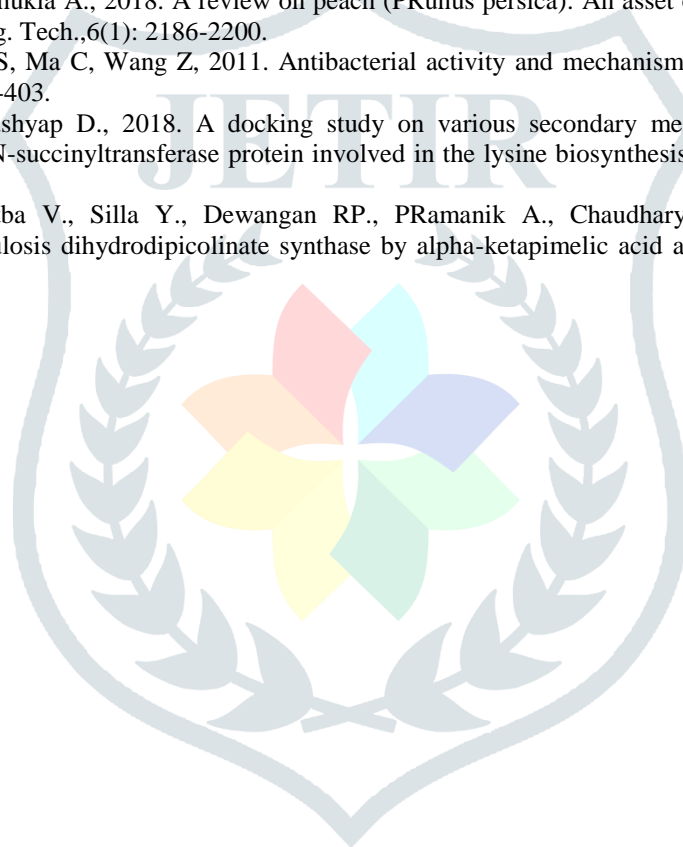 ukia A., 2018. A review on peach (PRunus persica). An asset
g. Tech.,6(1): 2186-2200.
S, Ma C, Wang Z, 2011. Antibacterial activity and mechanism
-403.
shyap D., 2018. A docking study on various secondary me
N-succinyltransferase protein involved in the lysine biosynthesis
ba V., Silla Y., Dewangan RP., PRamanik A., Chaudhary
ulosis dihydrodipicolinate synthase by alpha-ketapimelic acid a
JETIR